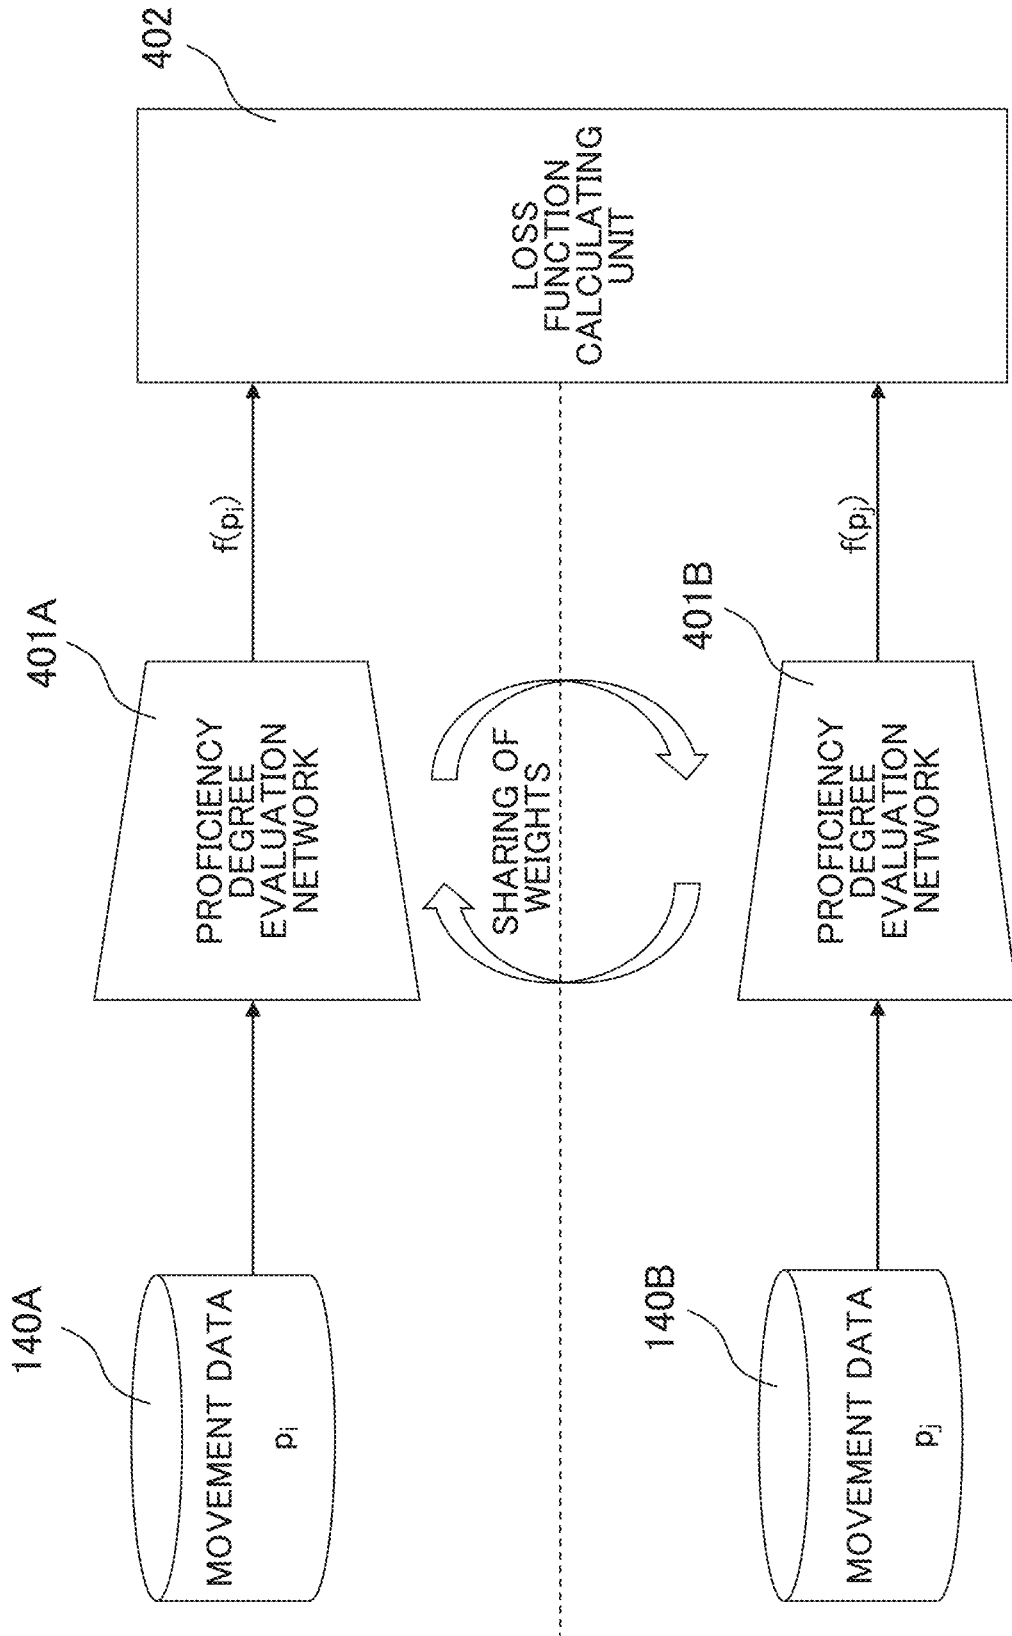 140A
MOVEMENT DATA
pi
401A
PROFICIENCY
DEGREE
EVALUATION
NETWORK
f(pi)
402
LOSS
FUNCTION
CALCULATING
UNIT
SHARING OF
WEIGHTS
140B
MOVEMENT DATA
pj
401B
PROFICIENCY
DEGREE
EVALUATION
NETWORK
f(pj)